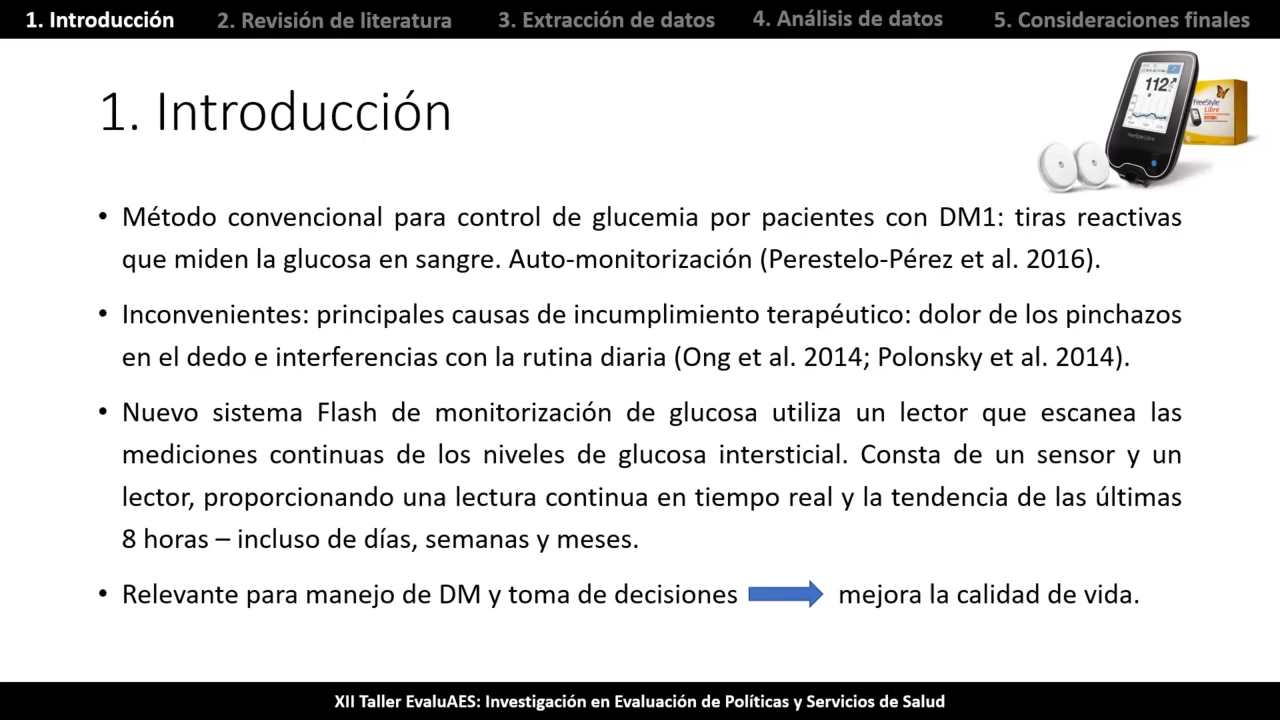 1. Introducción 2. Revisión de literatura 3. Extracción de datos 4. Análisis de datos 5. Consideraciones finales
1. Introducción
112
FreeStyle
Libre
• Método convencional para control de glucemia por pacientes con DM1: tiras reactivas
que miden la glucosa en sangre. Auto-monitorización (Perestelo-Pérez et al. 2016).
• Inconvenientes: principales causas de incumplimiento terapéutico: dolor de los pinchazos
en el dedo e interferencias con la rutina diaria (Ong et al. 2014; Polonsky et al. 2014).
• Nuevo sistema Flash de monitorización de glucosa utiliza un lector que escanea las
mediciones continuas de los niveles de glucosa intersticial. Consta de un sensor y un
lector, proporcionando una lectura continua en tiempo real y la tendencia de las últimas
8 horas – incluso de días, semanas y meses.
• Relevante para manejo de DM y toma de decisiones mejora la calidad de vida.
XII Taller EvaluAES: Investigación en Evaluación de Políticas y Servicios de Salud